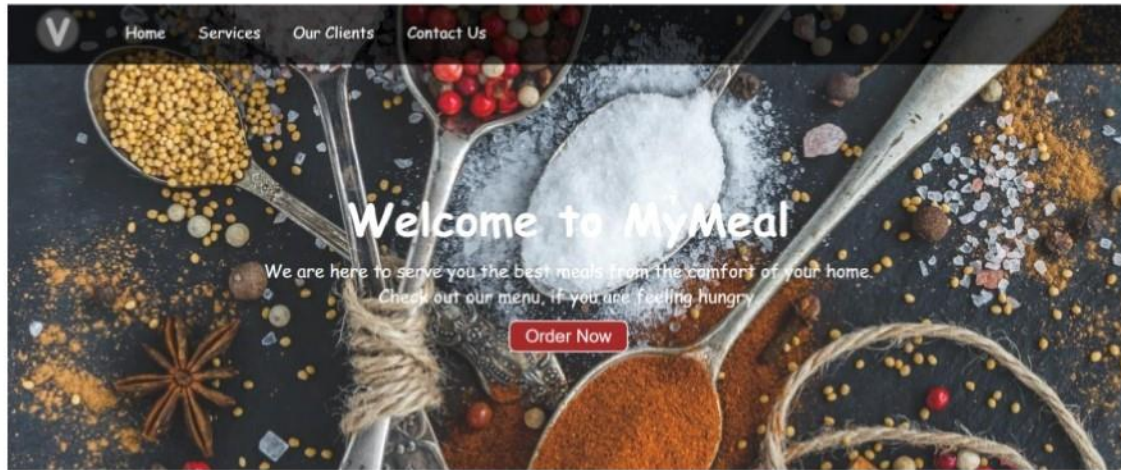 V
Home Services Our Clients Contact Us
Welcome to MyMeal
We are here to serve you the best meals from the comfort of your home.
Check out our menu, if you are feeling hungry
Order Now